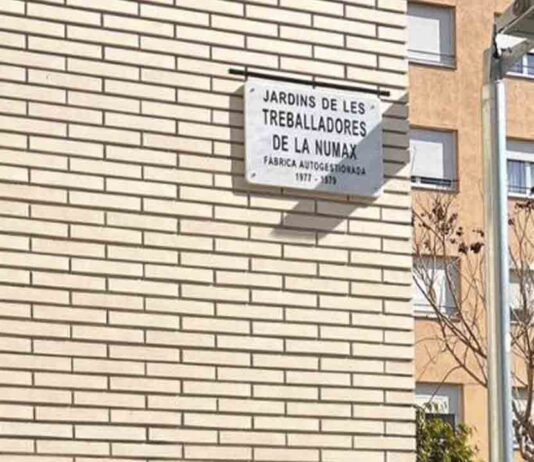 JARDINS DE LES
TREBALLADORES
DE LA NUMAX
FÀBRICA AUTOGESTIONADA
1977 - 1979